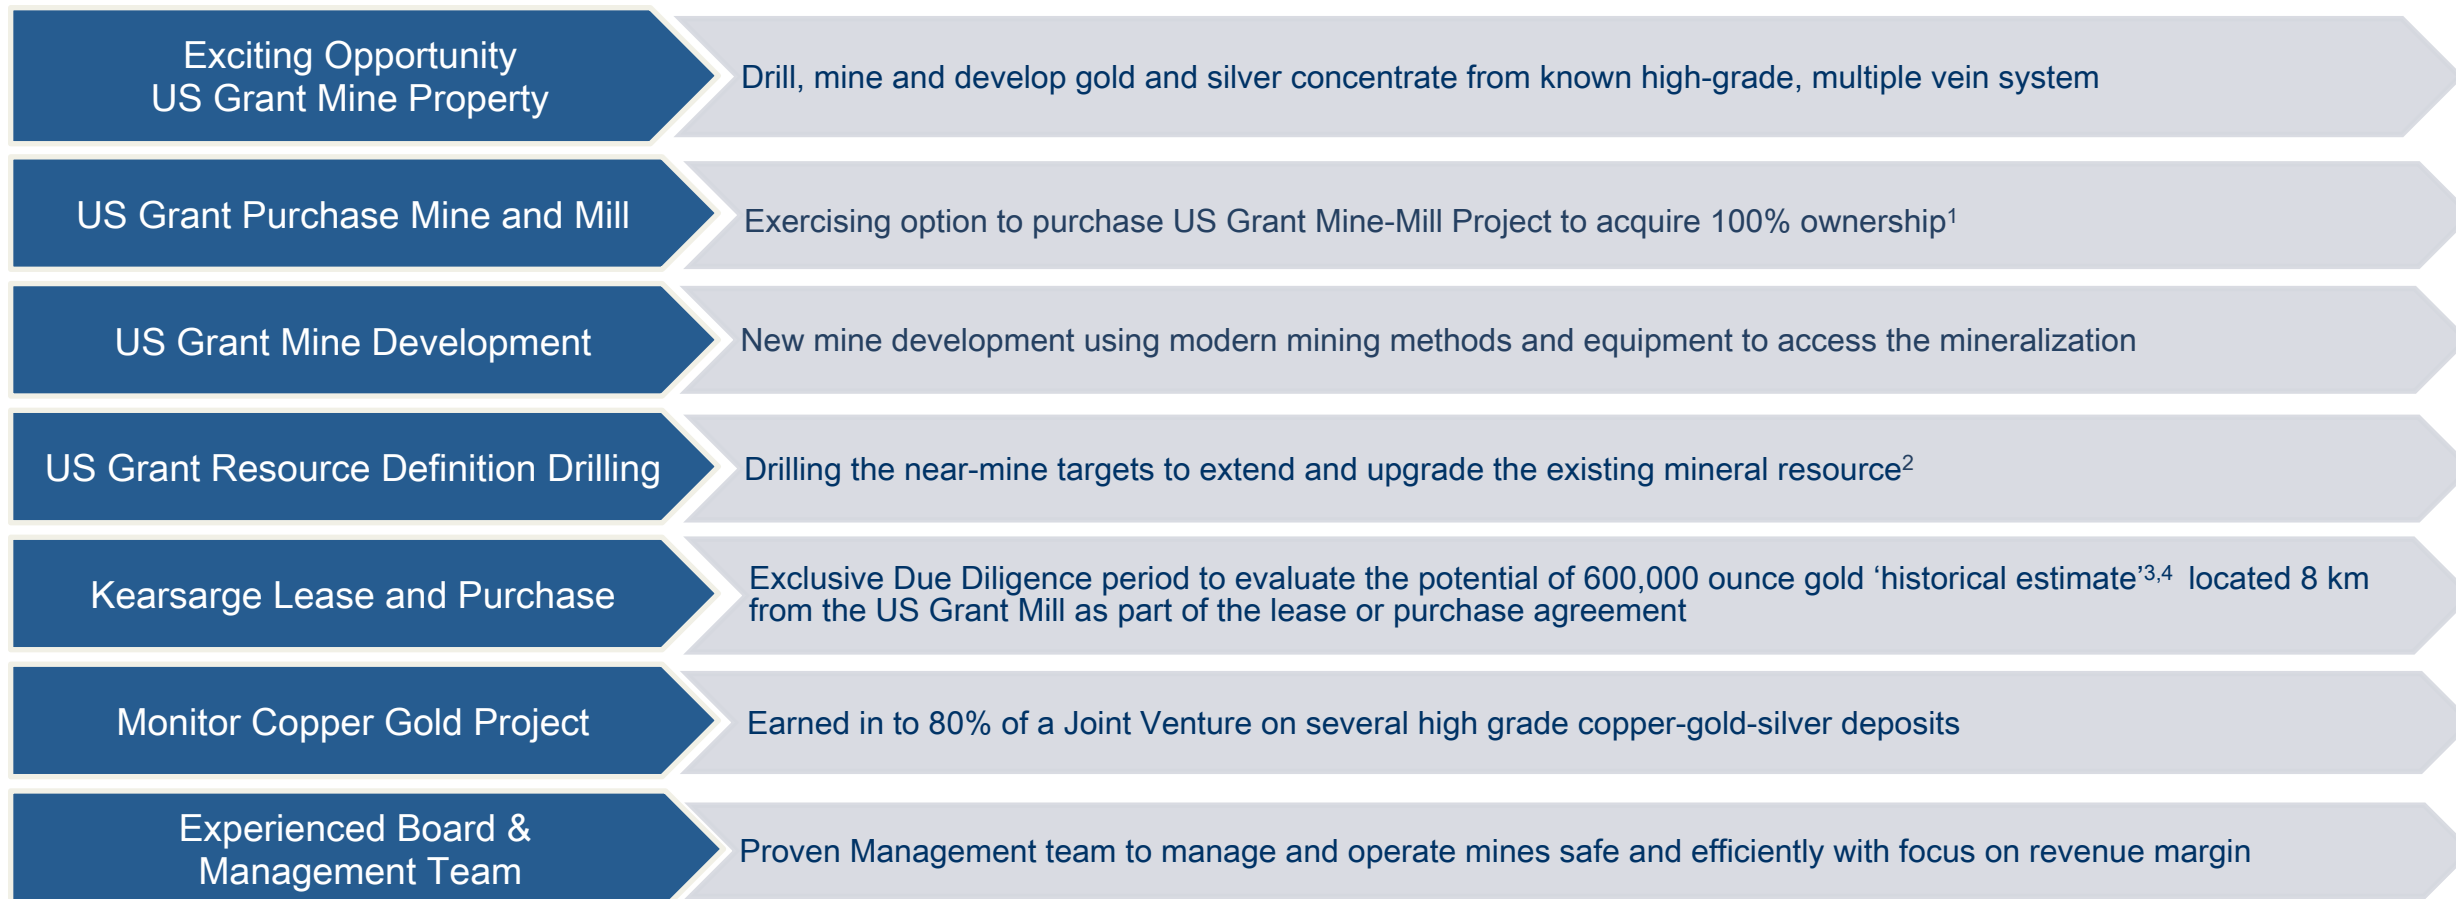 Exciting Opportunity
US Grant Mine Property
Drill, mine and develop gold and silver concentrate from known high-grade, multiple vein system
US Grant Purchase Mine and Mill
Exercising option to purchase US Grant Mine-Mill Project to acquire 100% ownership¹
US Grant Mine Development
New mine development using modern mining methods and equipment to access the mineralization
US Grant Resource Definition Drilling
Drilling the near-mine targets to extend and upgrade the existing mineral resource²
Kearsarge Lease and Purchase
Exclusive Due Diligence period to evaluate the potential of 600,000 ounce gold ‘historical estimate’³,⁴ located 8 km
from the US Grant Mill as part of the lease or purchase agreement
Monitor Copper Gold Project
Earned in to 80% of a Joint Venture on several high grade copper-gold-silver deposits
Experienced Board &
Management Team
Proven Management team to manage and operate mines safe and efficiently with focus on revenue margin